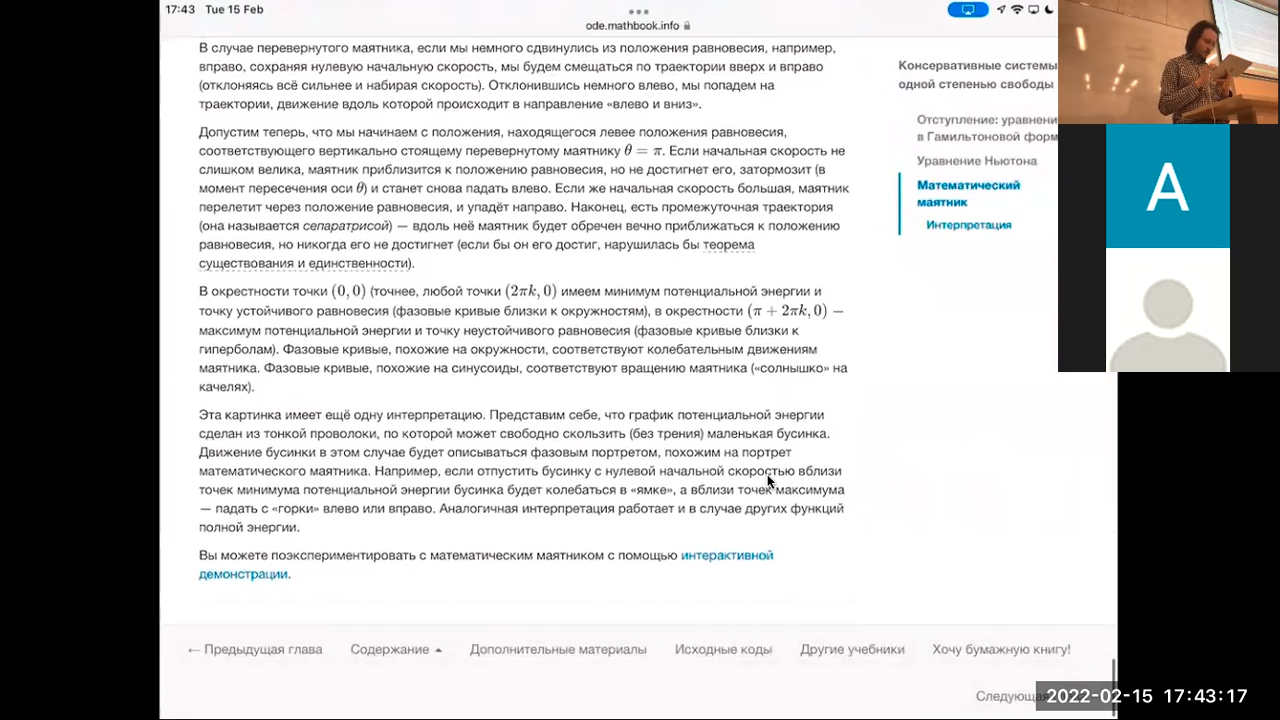 17:43 Tue 15 Feb
ode.mathbook.info
В случае перевернутого маятника, если мы немного сдвинулись из положения равновесия, например,
вправо, сохраняя нулевую начальную скорость, мы будем смещаться по траектории вверх и вправо
(отклоняясь всё сильнее и набирая скорость). Отклонившись немного влево, мы попадем на
траектории, движение вдоль которой происходит в направление «влево и вниз».
Допустим теперь, что мы начинаем с положения, находящегося левее положения равновесия,
соответствующего вертикально стоящему перевернутому маятнику θ = π. Если начальная скорость не
слишком велика, маятник приблизится к положению равновесия, но не достигнет его, затормозит (в
момент пересечения оси θ) и станет снова падать влево. Если же начальная скорость большая, маятник
перелетит через положение равновесия, и упадёт направо. Наконец, есть промежуточная траектория
(она называется сепаратрисой) — вдоль неё маятник будет обречен вечно приближаться к положению
равновесия, но никогда его не достигнет (если бы он его достиг, нарушилась бы теорема
существования и единственности).
В окрестности точки (0, 0) (точнее, любой точки (2πk, 0) имеем минимум потенциальной энергии и
точку устойчивого равновесия (фазовые кривые близки к окружностям), в окрестности (π + 2πk, 0) —
максимум потенциальной энергии и точку неустойчивого равновесия (фазовые кривые близки к
гиперболам). Фазовые кривые, похожие на окружности, соответствуют колебательным движениям
маятника. Фазовые кривые, похожие на синусоиды, соответствуют вращению маятника («солнышко» на
качелях).
Эта картинка имеет ещё одну интерпретацию. Представим себе, что график потенциальной энергии
сделан из тонкой проволоки, по которой может свободно скользить (без трения) маленькая бусинка.
Движение бусинки в этом случае будет описываться фазовым портретом, похожим на портрет
математического маятника. Например, если отпустить бусинку с нулевой начальной скоростью вблизи
точек минимума потенциальной энергии бусинка будет колебаться в «ямке», а вблизи точек максимума
— падать с «горки» влево или вправо. Аналогичная интерпретация работает и в случае других функций
полной энергии.
Вы можете поэкспериментировать с математическим маятником с помощью интерактивной
демонстрации.
Консервативные системы
одной степенью свободы
Отступление: уравнени
в Гамильтоновой форм
Уравнение Ньютона
Математический
маятник
Интерпретация
A
← Предыдущая глава Содержание Дополнительные материалы Исходные коды Другие учебники Хочу бумажную книгу!
Следующая
2022-02-15 17:43:17